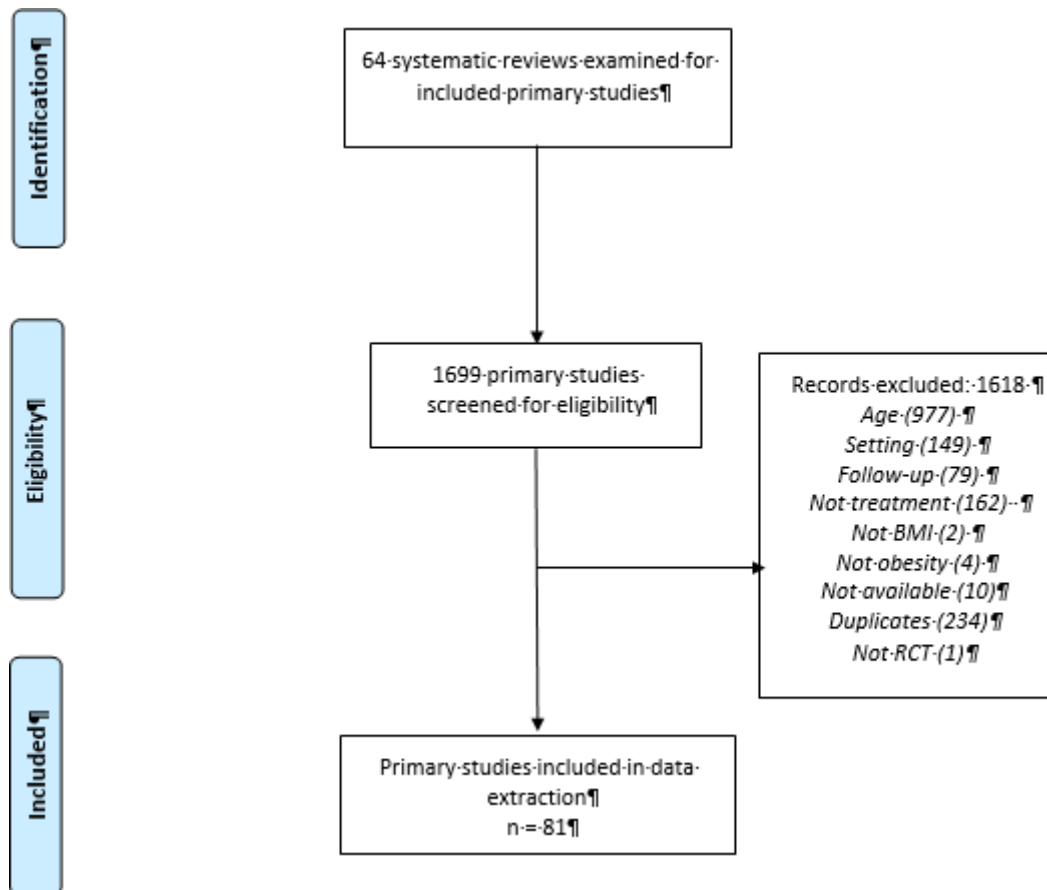 Identification¶
64·systematic·reviews·examined·for·
included·primary·studies¶
Eligibility¶
1699·primary·studies·
screened·for·eligibility¶
Records·excluded:·1618·¶
Age·(977)·¶
Setting·(149)·¶
Follow-up·(79)·¶
Not·treatment·(162)··¶
Not·BMI·(2)·¶
Not·obesity·(4)·¶
Not·available·(10)¶
Duplicates·(234)¶
Not·RCT·(1)¶
Included¶
Primary·studies·included·in·data·
extraction¶
n·=·81¶